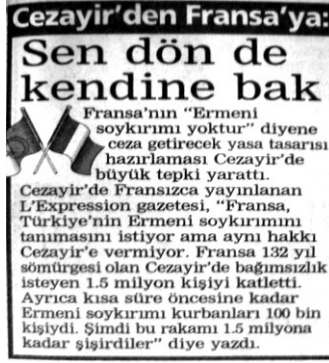 Cezayir'den Fransa'ya:
Sen dön de
kendine bak
Fransa'nın "Ermeni
soykırımı yoktur" diyene
ceza getirecek yasa tasarısı
hazırlaması Cezayir'de
büyük tepki yarattı.
Cezayir'de Fransızca yayınlanan
L'Expression gazetesi, "Fransa,
Türkiye'nin Ermeni soykırımını
tanımasını istiyor ama aynı hakkı
Cezayir'e vermiyor. Fransa 132 yıl
sömürgesi olan Cezayir'de bağımsızlık
isteyen 1.5 milyon kişiyi katletti.
Ayrıca kısa süre öncesine kadar
Ermeni soykırımı kurbanları 100 bin
kişiydi. Şimdi bu rakamı 1.5 milyona
kadar şişirdiler" diye yazdı.